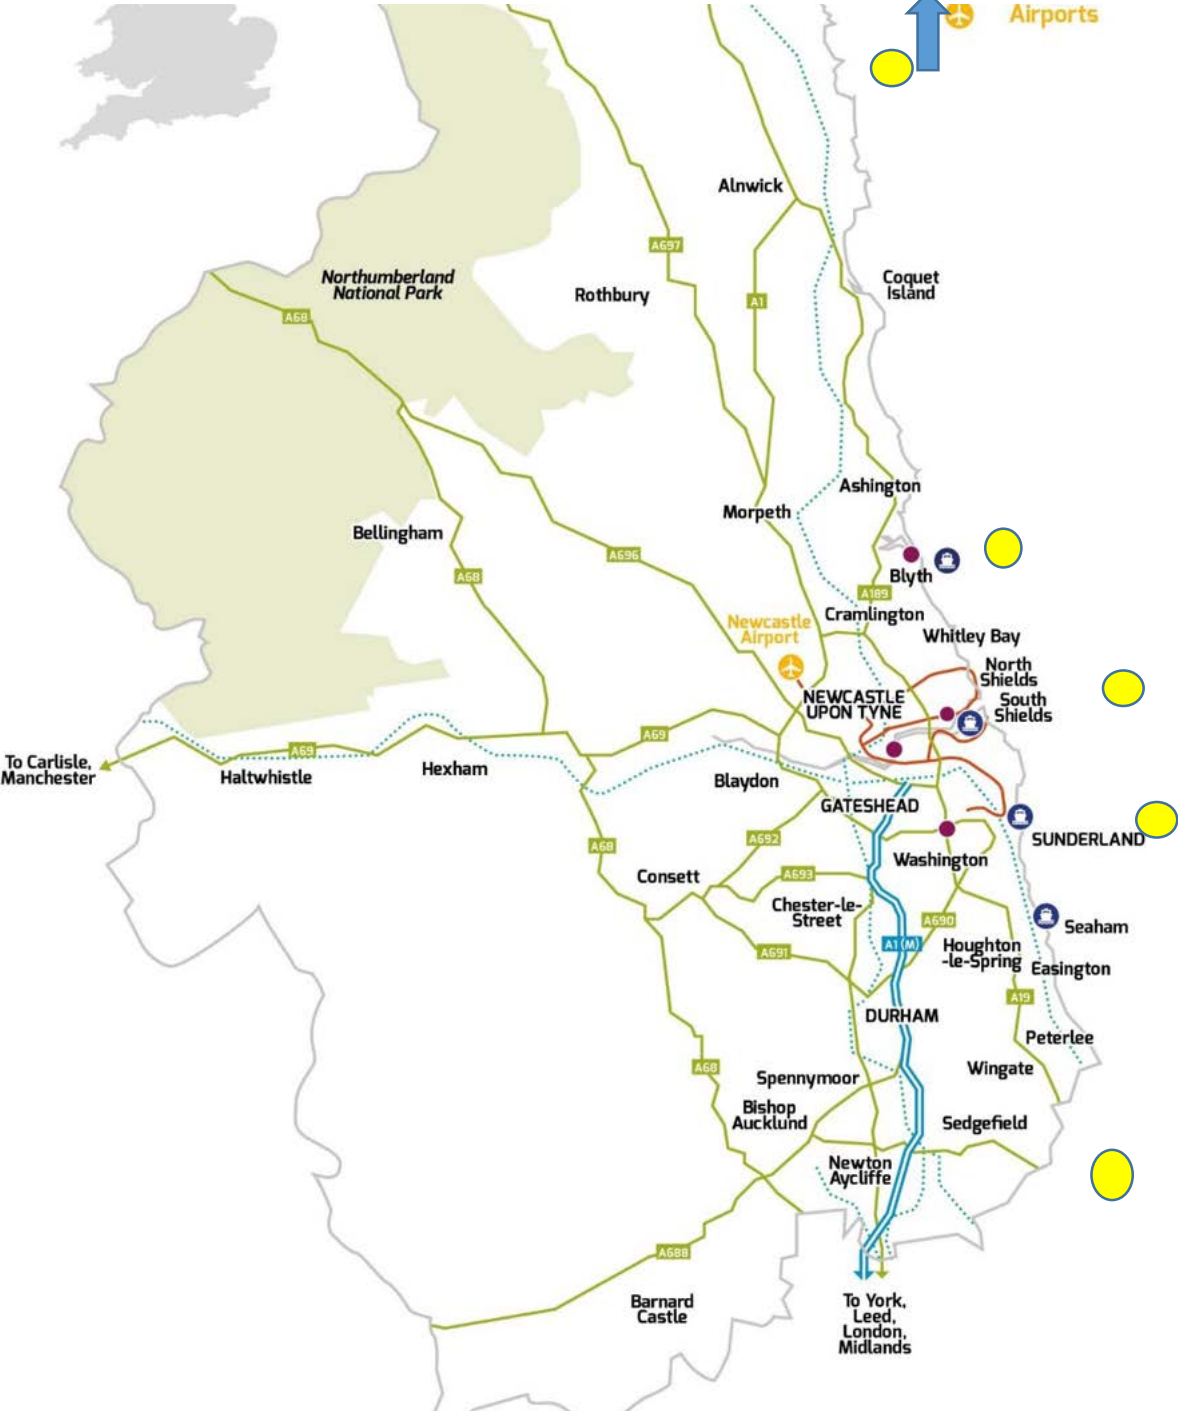 Airports
Alnwick
A697
Northumberland
National Park
Coquet
Island
Rothbury
A1
A68
Ashington
Morpeth
Bellingham
A696
Blyth
A68
A189
Cramlington
Newcastle
Airport
Whitley Bay
North
Shields
NEWCASTLE
UPON TYNE
South
Shields
A69
A69
To Carlisle,
Manchester
Haltwhistle
Hexham
Blaydon
GATESHEAD
A692
SUNDERLAND
A68
Washington
Consett
A693
Chester-le-
Street
A690
Seaham
A1 (M)
Houghton
-le-Spring
A691
Easington
A19
DURHAM
Peterlee
A68
Wingate
Spennymoor
Bishop
Aucklund
Sedgefield
Newton
Aycliffe
A688
Barnard
Castle
To York,
Leed,
London,
Midlands